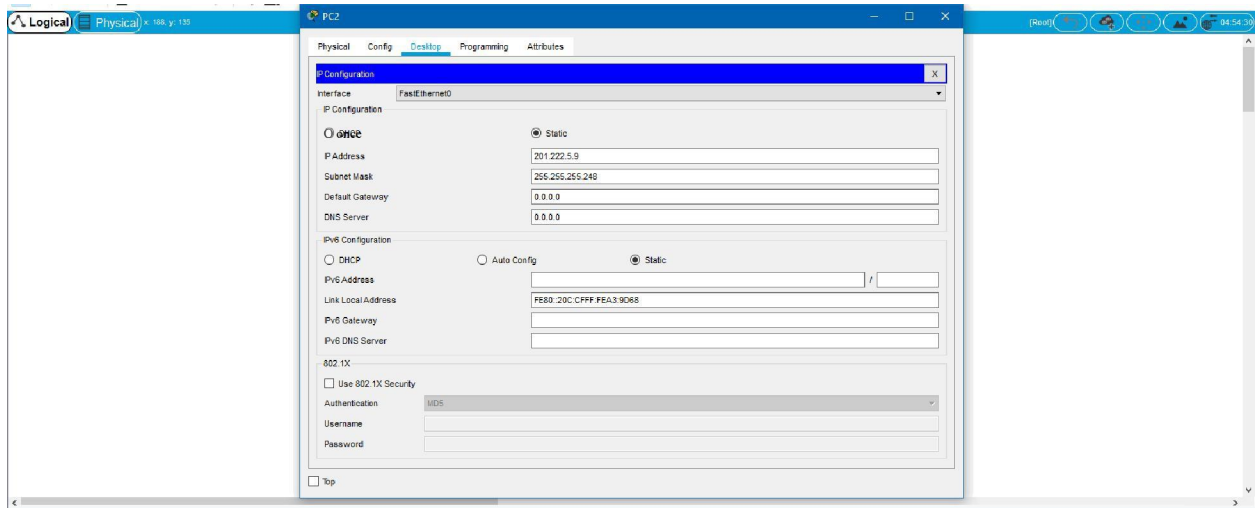 Logical Physical x: 188, y: 135 PC2 [Root] 04:54:30
Physical Config Desktop Programming Attributes
IP Configuration X
Interface FastEthernet0
IP Configuration
Static
IP Address 201.222.5.9
Subnet Mask 255.255.255.248
Default Gateway 0.0.0.0
DNS Server 0.0.0.0
IPv6 Configuration
DHCP Auto Config Static
IPv6 Address /
Link Local Address FE80::20C:CFFF:FEA3:9D68
IPv6 Gateway
IPv6 DNS Server
802.1X
Use 802.1X Security
Authentication MD5
Username
Password
Top